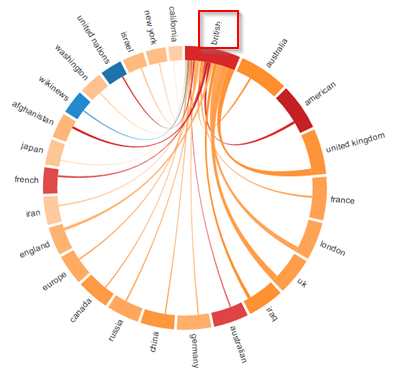 british
australia
american
united kingdom
france
london
uk
iraq
australian
germany
china
russia
canada
europe
england
iran
french
japan
afghanistan
wikinews
washington
united nations
israel
new york
california